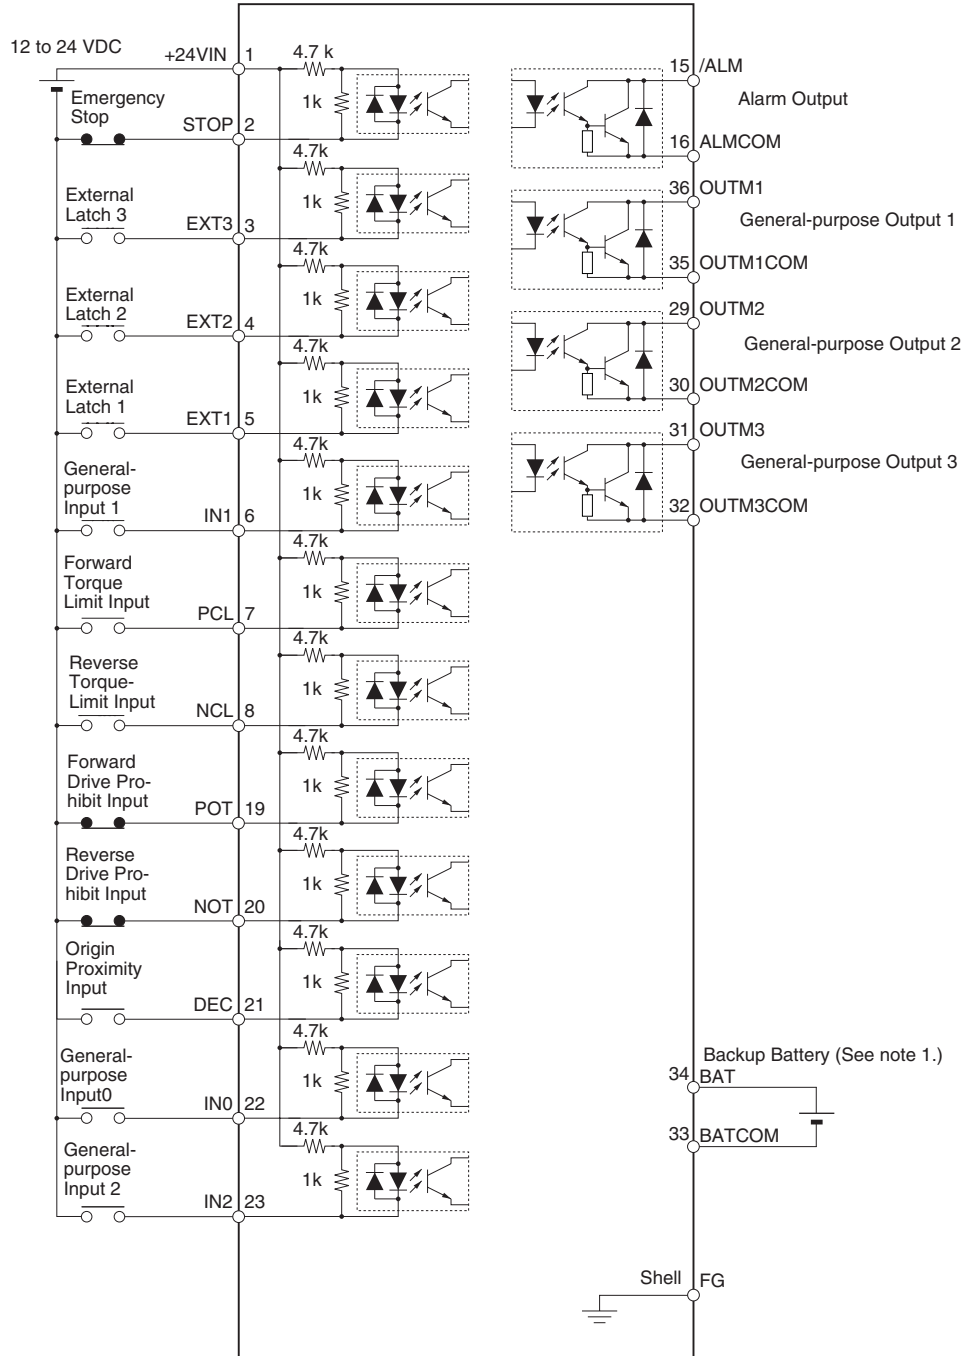 12 to 24 VDC
+24VIN 1
4.7 k
1k
Emergency
Stop
STOP 2
4.7k
1k
External
Latch 3
EXT3 3
4.7k
1k
External
Latch 2
EXT2 4
4.7k
1k
External
Latch 1
EXT1 5
4.7k
1k
General-
purpose
Input 1
IN1 6
4.7k
1k
Forward
Torque
Limit Input
PCL 7
4.7k
1k
Reverse
Torque-
Limit Input
NCL 8
4.7k
1k
Forward
Drive Pro-
hibit Input
POT 19
4.7k
1k
Reverse
Drive Pro-
hibit Input
NOT 20
4.7k
1k
Origin
Proximity
Input
DEC 21
4.7k
1k
General-
purpose
Input0
IN0 22
4.7k
1k
General-
purpose
Input 2
IN2 23
15 /ALM
Alarm Output
16 ALMCOM
36 OUTM1
General-purpose Output 1
35 OUTM1COM
29 OUTM2
General-purpose Output 2
30 OUTM2COM
31 OUTM3
General-purpose Output 3
32 OUTM3COM
Backup Battery (See note 1.)
34 BAT
33 BATCOM
Shell FG